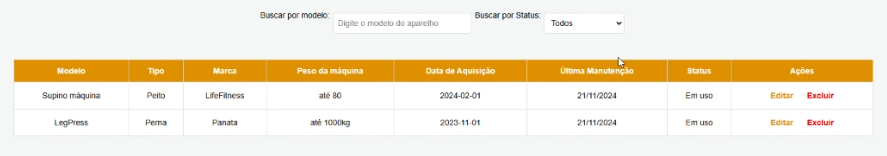 Buscar por modelo: Digite o modelo do aparelho Buscar por Status: Todos
Modelo Tipo Marca Peso da máquina Data de Aquisição Última Manutenção Status Ações
Supino máquina Peito LifeFitness até 80 2024-02-01 21/11/2024 Em uso Editar Excluir
LegPress Perna Panata até 1000kg 2023-11-01 21/11/2024 Em uso Editar Excluir